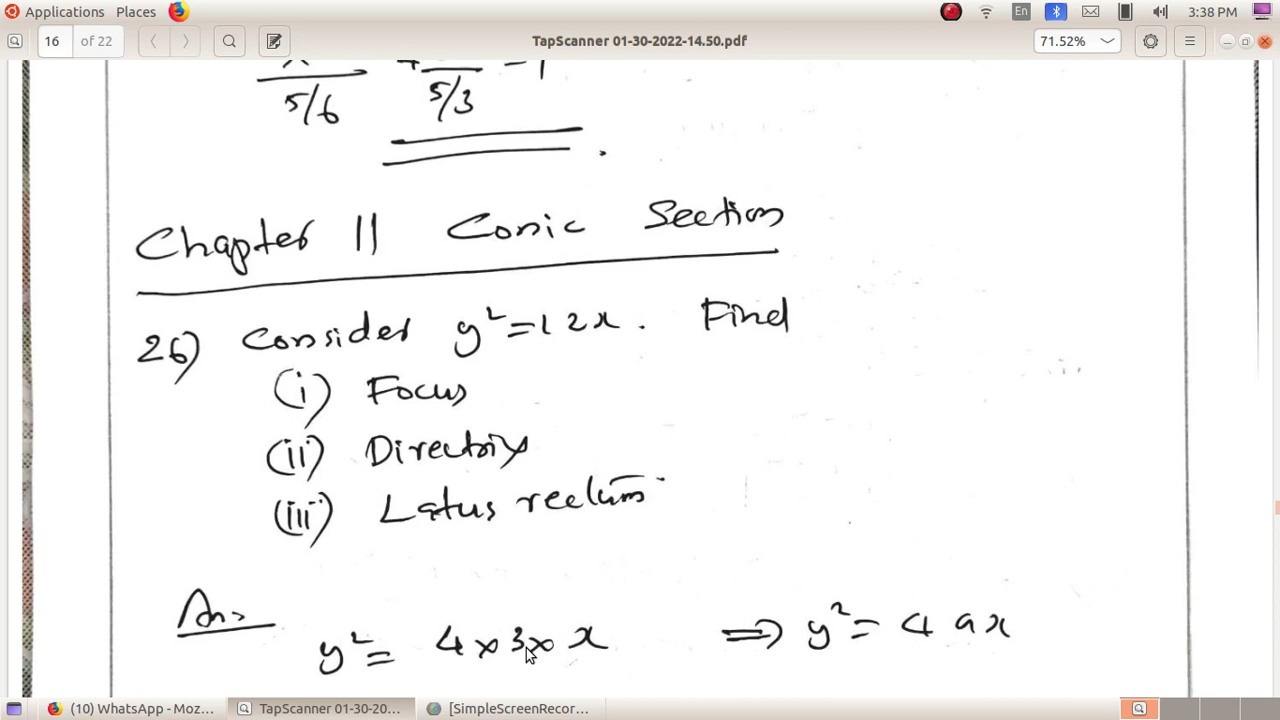 Applications Places En 3:38 PM
16 of 22 TapScanner 01-30-2022-14.50.pdf 71.52%
5/6 5/3
Chapter 11 Conic Section
26) Consider y²=12x. Find
(i) Focus
(ii) Directrix
(iii) Latus rectum
Ans
y²= 4×3×x ⇒ y²= 4ax
(10) WhatsApp - Moz... TapScanner 01-30-20... [SimpleScreenRecor...